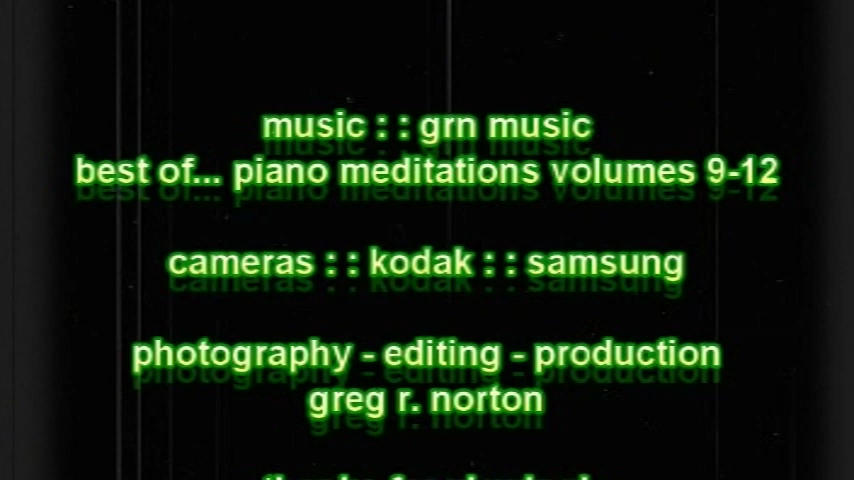 music : : grn music
best of... piano meditations volumes 9-12
cameras : : kodak : : samsung
photography - editing - production
greg r. norton